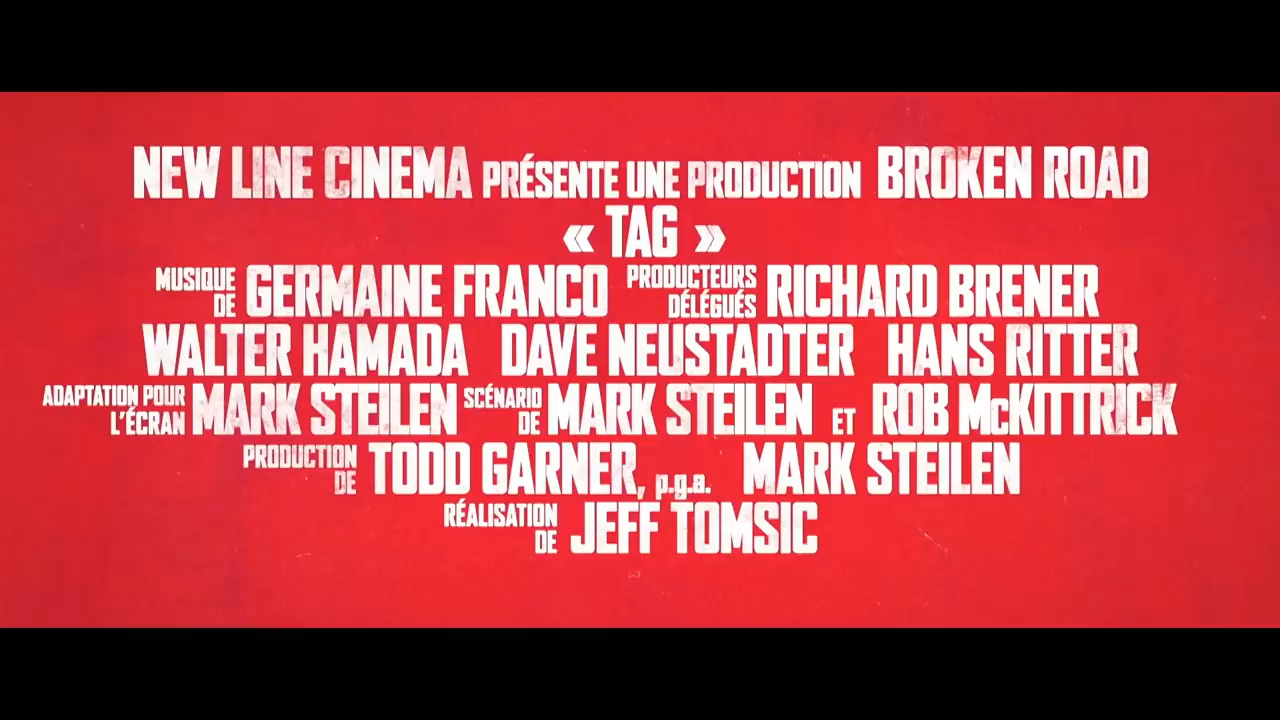 NEW LINE CINEMA PRÉSENTE UNE PRODUCTION BROKEN ROAD
« TAG »
MUSIQUE DE GERMAINE FRANCO PRODUCTEURS DÉLÉGUÉS RICHARD BRENER
WALTER HAMADA DAVE NEUSTADTER HANS RITTER
ADAPTATION POUR L'ÉCRAN MARK STEILEN SCÉNARIO DE MARK STEILEN ET ROB McKITTRICK
PRODUCTION DE TODD GARNER, p.g.a. MARK STEILEN
RÉALISATION DE JEFF TOMSIC